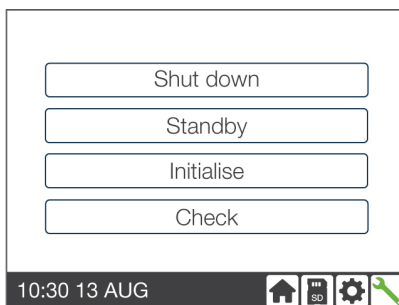 Shut down
Standby
Initialise
Check
10:30 13 AUG
SD